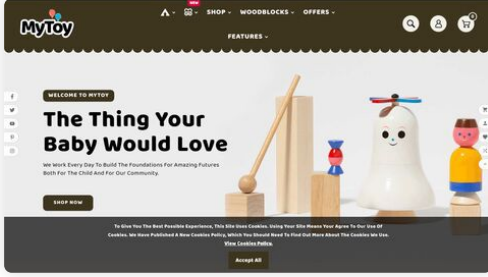 MyToy
NEW
SHOP WOODBLOCKS OFFERS
FEATURES
0
WELCOME TO MYTOY
The Thing Your
Baby Would Love
We Work Every Day To Build The Foundations For Amazing Futures
Both For The Child And For Our Community.
SHOP NOW
To Give You The Best Possible Experience, This Site Uses Cookies. Using Your Site Means Your Agree To Our Use Of
Cookies. We Have Published A New Cookies Policy, Which You Should Need To Find Out More About The Cookies We Use.
View Cookies Policy.
Accept All